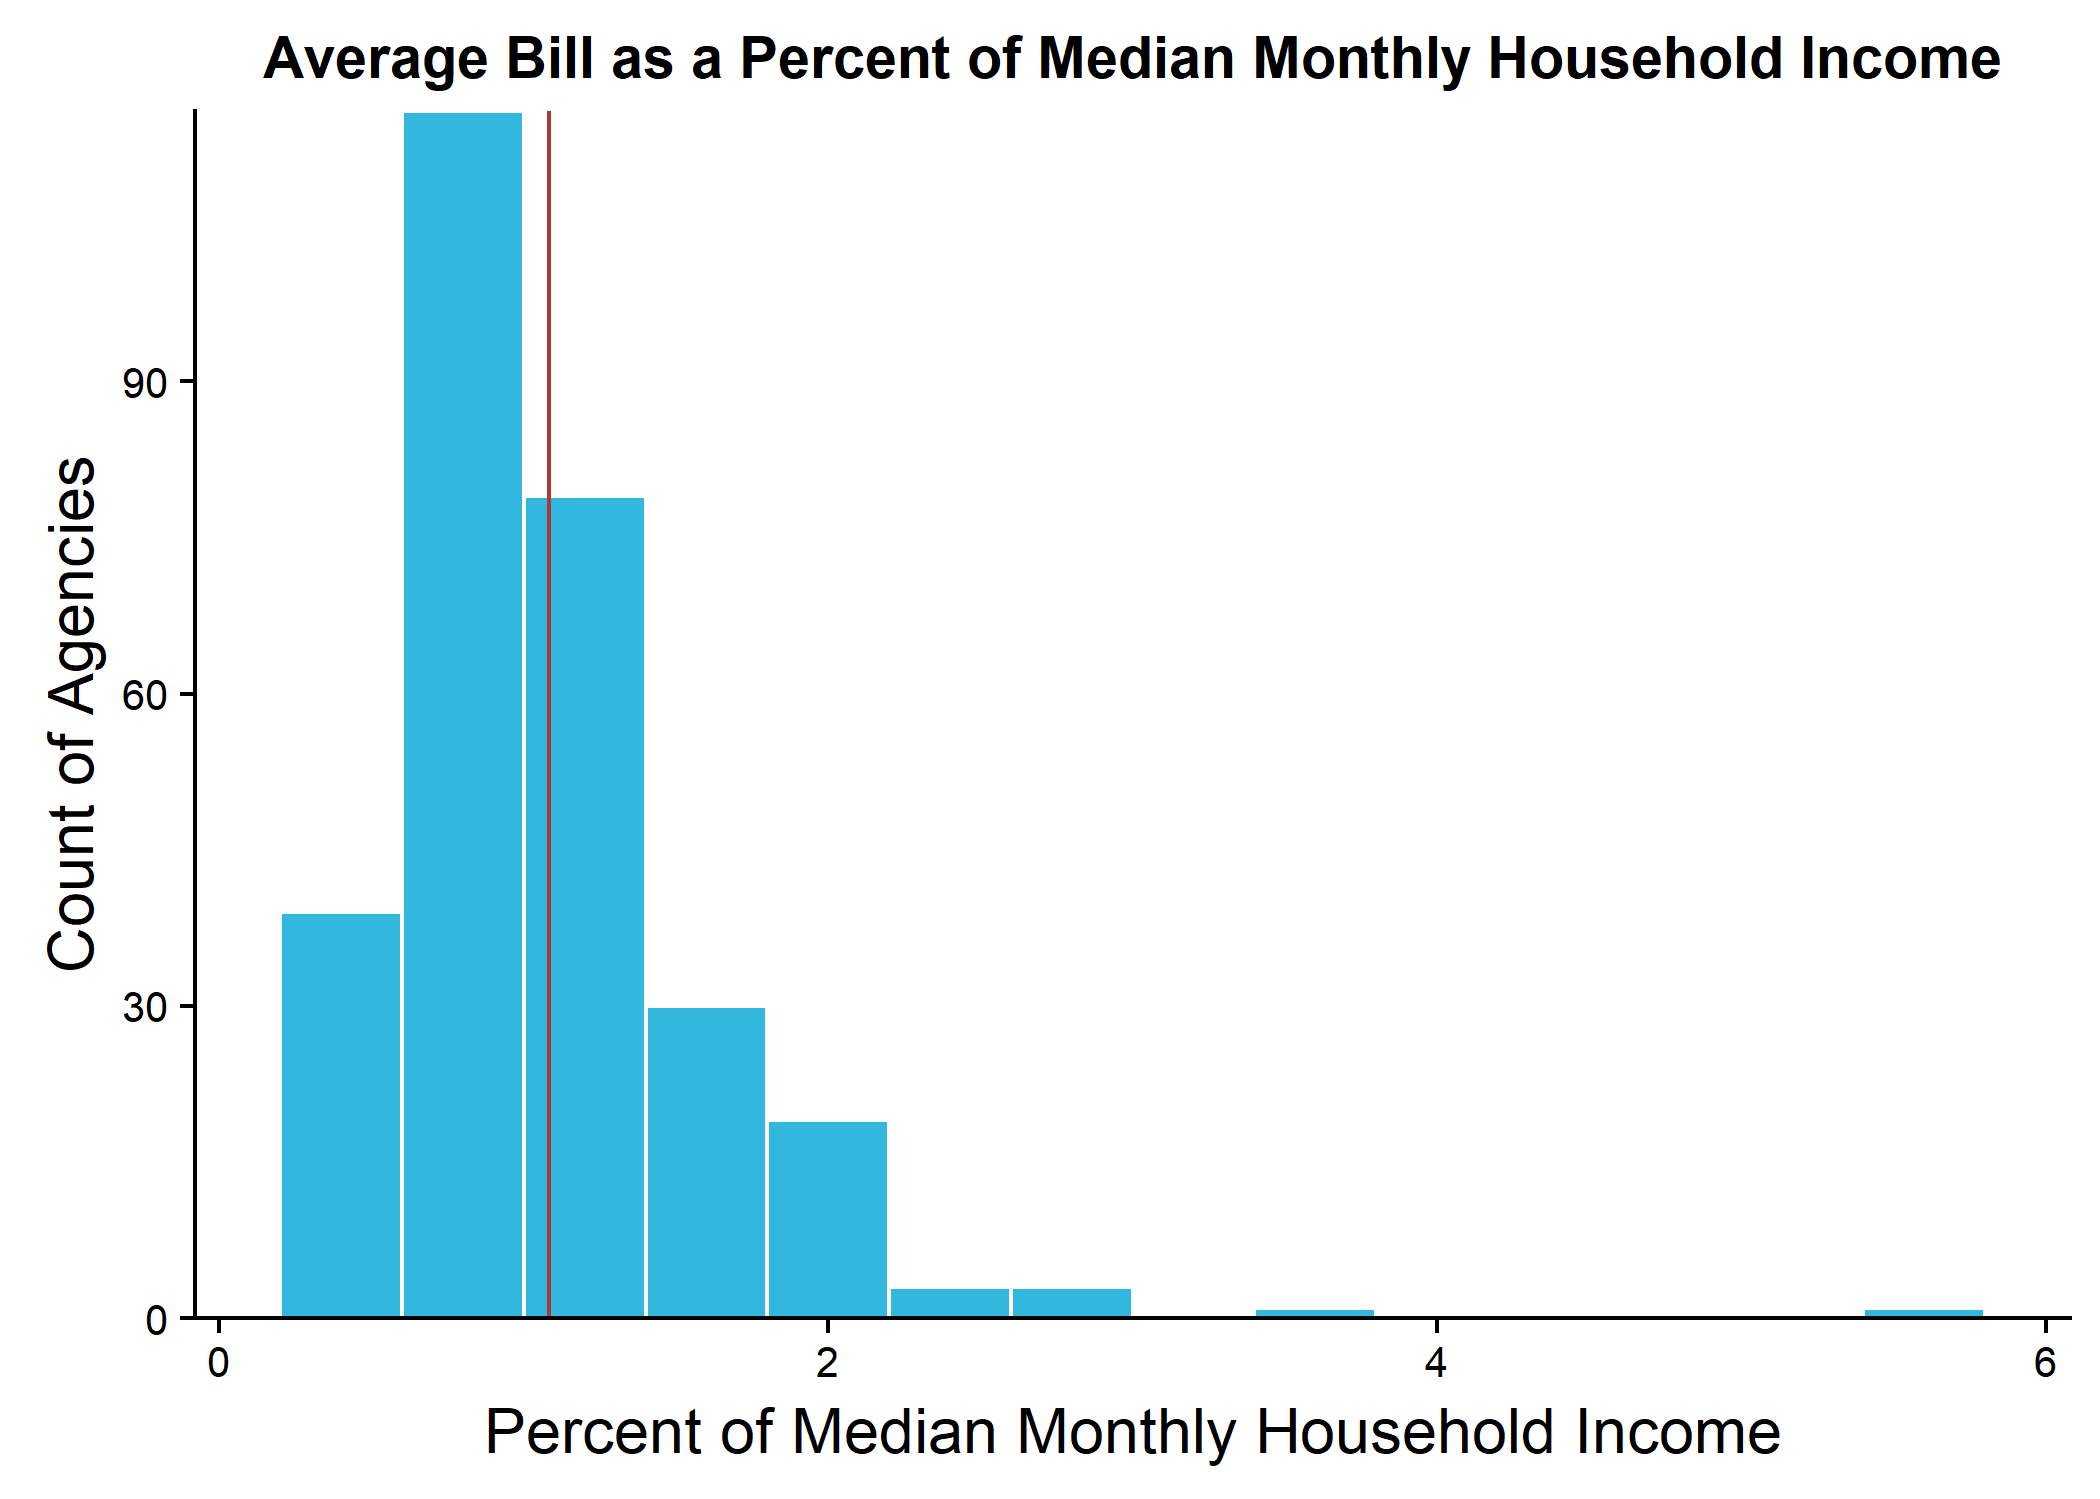 Average Bill as a Percent of Median Monthly Household Income
Count of Agencies
90
60
30
0
0 2 4 6
Percent of Median Monthly Household Income